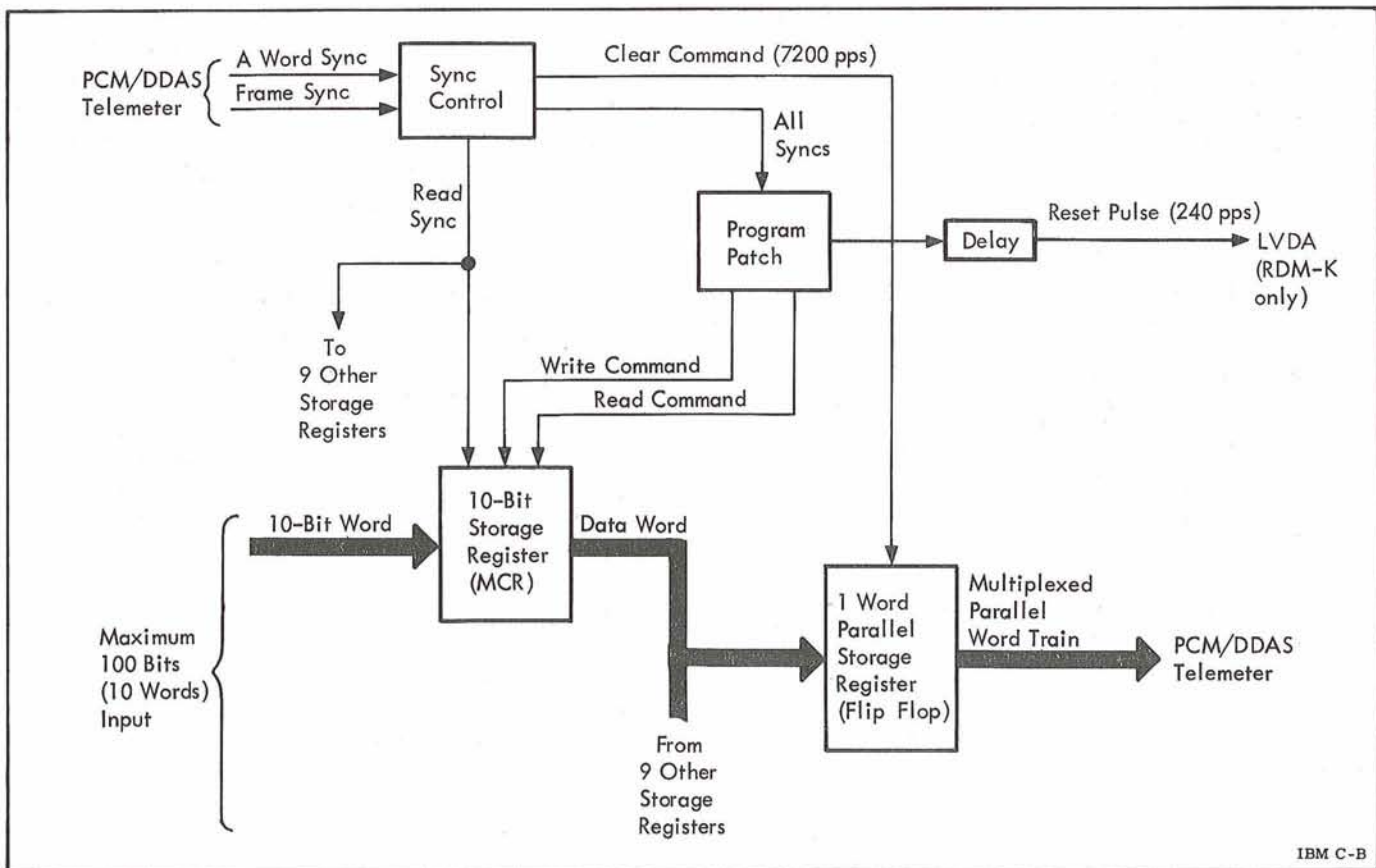 A Word Sync
PCM/DDAS
Telemeter
Frame Sync
Sync
Control
Clear Command (7200 pps)
All
Syncs
Read
Sync
Program
Patch
Delay
Reset Pulse (240 pps)
LVDA
(RDM-K
only)
To
9 Other
Storage
Registers
Write Command
Read Command
10-Bit Word
10-Bit
Storage
Register
(MCR)
Data Word
Maximum
100 Bits
(10 Words)
Input
1 Word
Parallel
Storage
Register
(Flip Flop)
Multiplexed
Parallel
Word Train
PCM/DDAS
Telemeter
From
9 Other
Storage
Registers
IBM C-B